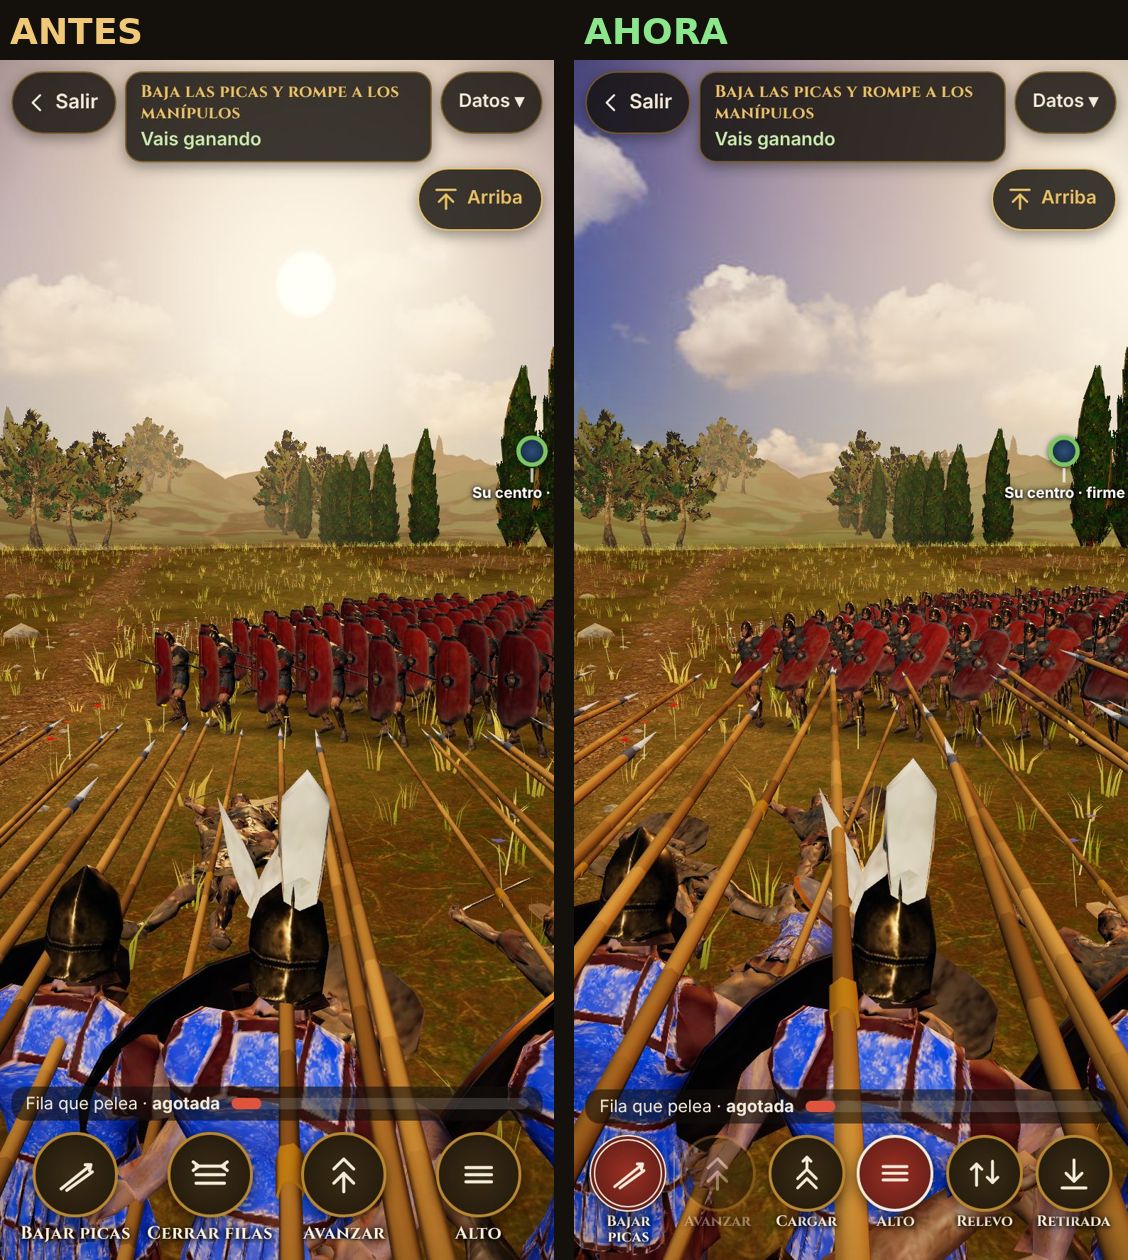 ANTES
Salir
BAJA LAS PICAS Y ROMPE A LOS
MANÍPULOS
Vais ganando
Datos ▾
Arriba
Su centro ·
Fila que pelea · agotada
BAJAR PICAS
CERRAR FILAS
AVANZAR
ALTO
AHORA
Salir
BAJA LAS PICAS Y ROMPE A LOS
MANÍPULOS
Vais ganando
Datos ▾
Arriba
Su centro · firme
Fila que pelea · agotada
BAJAR
PICAS
AVANZAR
CARGAR
ALTO
RELEVO
RETIRADA